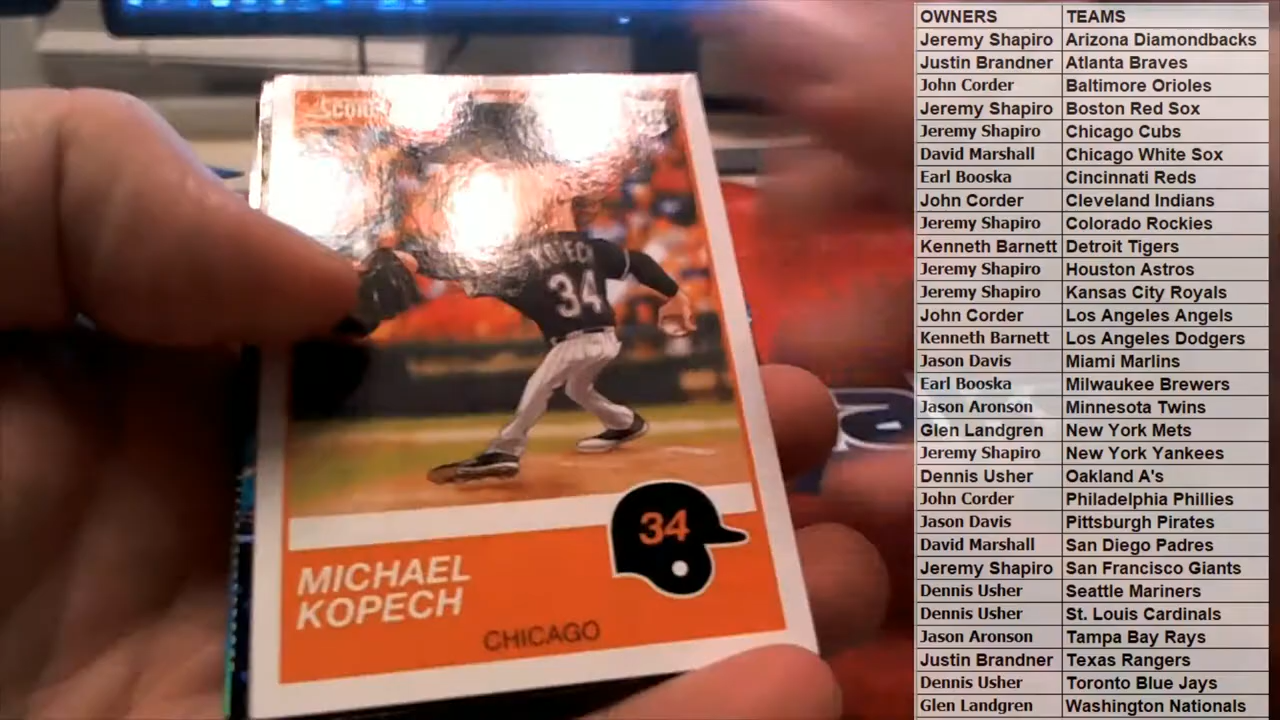 SCORE
KOPECH
34
34
MICHAEL
KOPECH
CHICAGO
OWNERS TEAMS
Jeremy Shapiro Arizona Diamondbacks
Justin Brandner Atlanta Braves
John Corder Baltimore Orioles
Jeremy Shapiro Boston Red Sox
Jeremy Shapiro Chicago Cubs
David Marshall Chicago White Sox
Earl Booska Cincinnati Reds
John Corder Cleveland Indians
Jeremy Shapiro Colorado Rockies
Kenneth Barnett Detroit Tigers
Jeremy Shapiro Houston Astros
Jeremy Shapiro Kansas City Royals
John Corder Los Angeles Angels
Kenneth Barnett Los Angeles Dodgers
Jason Davis Miami Marlins
Earl Booska Milwaukee Brewers
Jason Aronson Minnesota Twins
Glen Landgren New York Mets
Jeremy Shapiro New York Yankees
Dennis Usher Oakland A's
John Corder Philadelphia Phillies
Jason Davis Pittsburgh Pirates
David Marshall San Diego Padres
Jeremy Shapiro San Francisco Giants
Dennis Usher Seattle Mariners
Dennis Usher St. Louis Cardinals
Jason Aronson Tampa Bay Rays
Justin Brandner Texas Rangers
Dennis Usher Toronto Blue Jays
Glen Landgren Washington Nationals